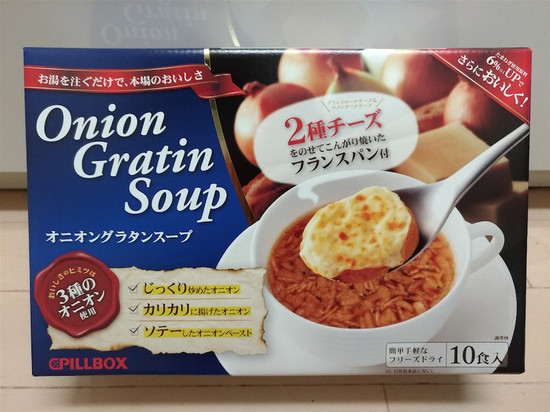 お湯を注ぐだけで、本場のおいしさ
Onion
Gratin
Soup
オニオングラタンスープ
おいしさのヒミツは
3種の
オニオン
使用
じっくり炒めたオニオン
カリカリに揚げたオニオン
ソテーしたオニオンペースト
PILLBOX
6%UPで
さらにおいしく!
2種チーズ
をのせてこんがり焼いた
フランスパン付
調理例
簡単手軽な
フリーズドライ
10食入